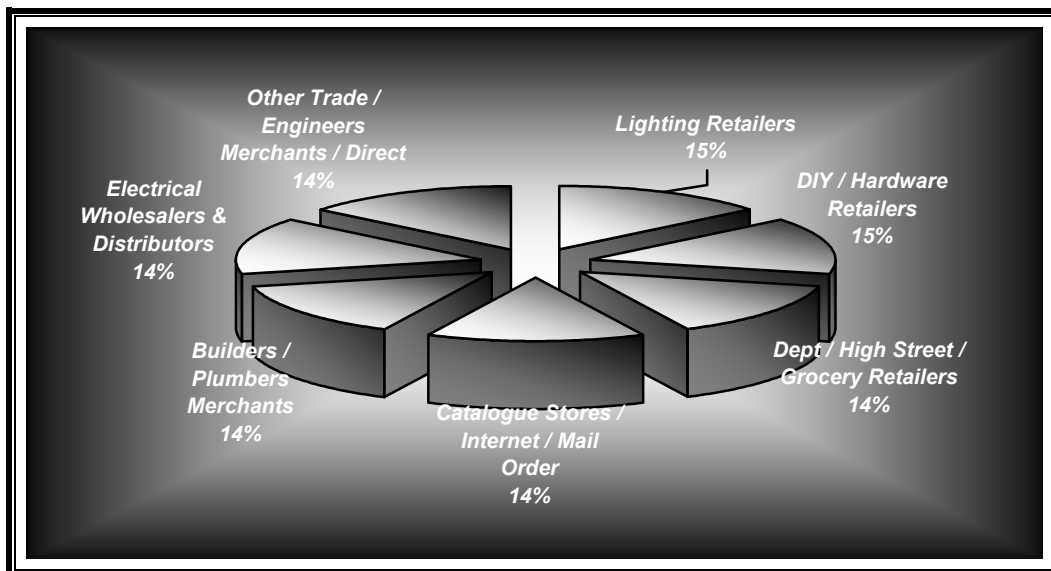 Other Trade /
Engineers
Merchants / Direct
14%
Lighting Retailers
15%
DIY / Hardware
Retailers
15%
Electrical
Wholesalers &
Distributors
14%
Dept / High Street /
Grocery Retailers
14%
Builders /
Plumbers
Merchants
14%
Catalogue Stores /
Internet / Mail
Order
14%